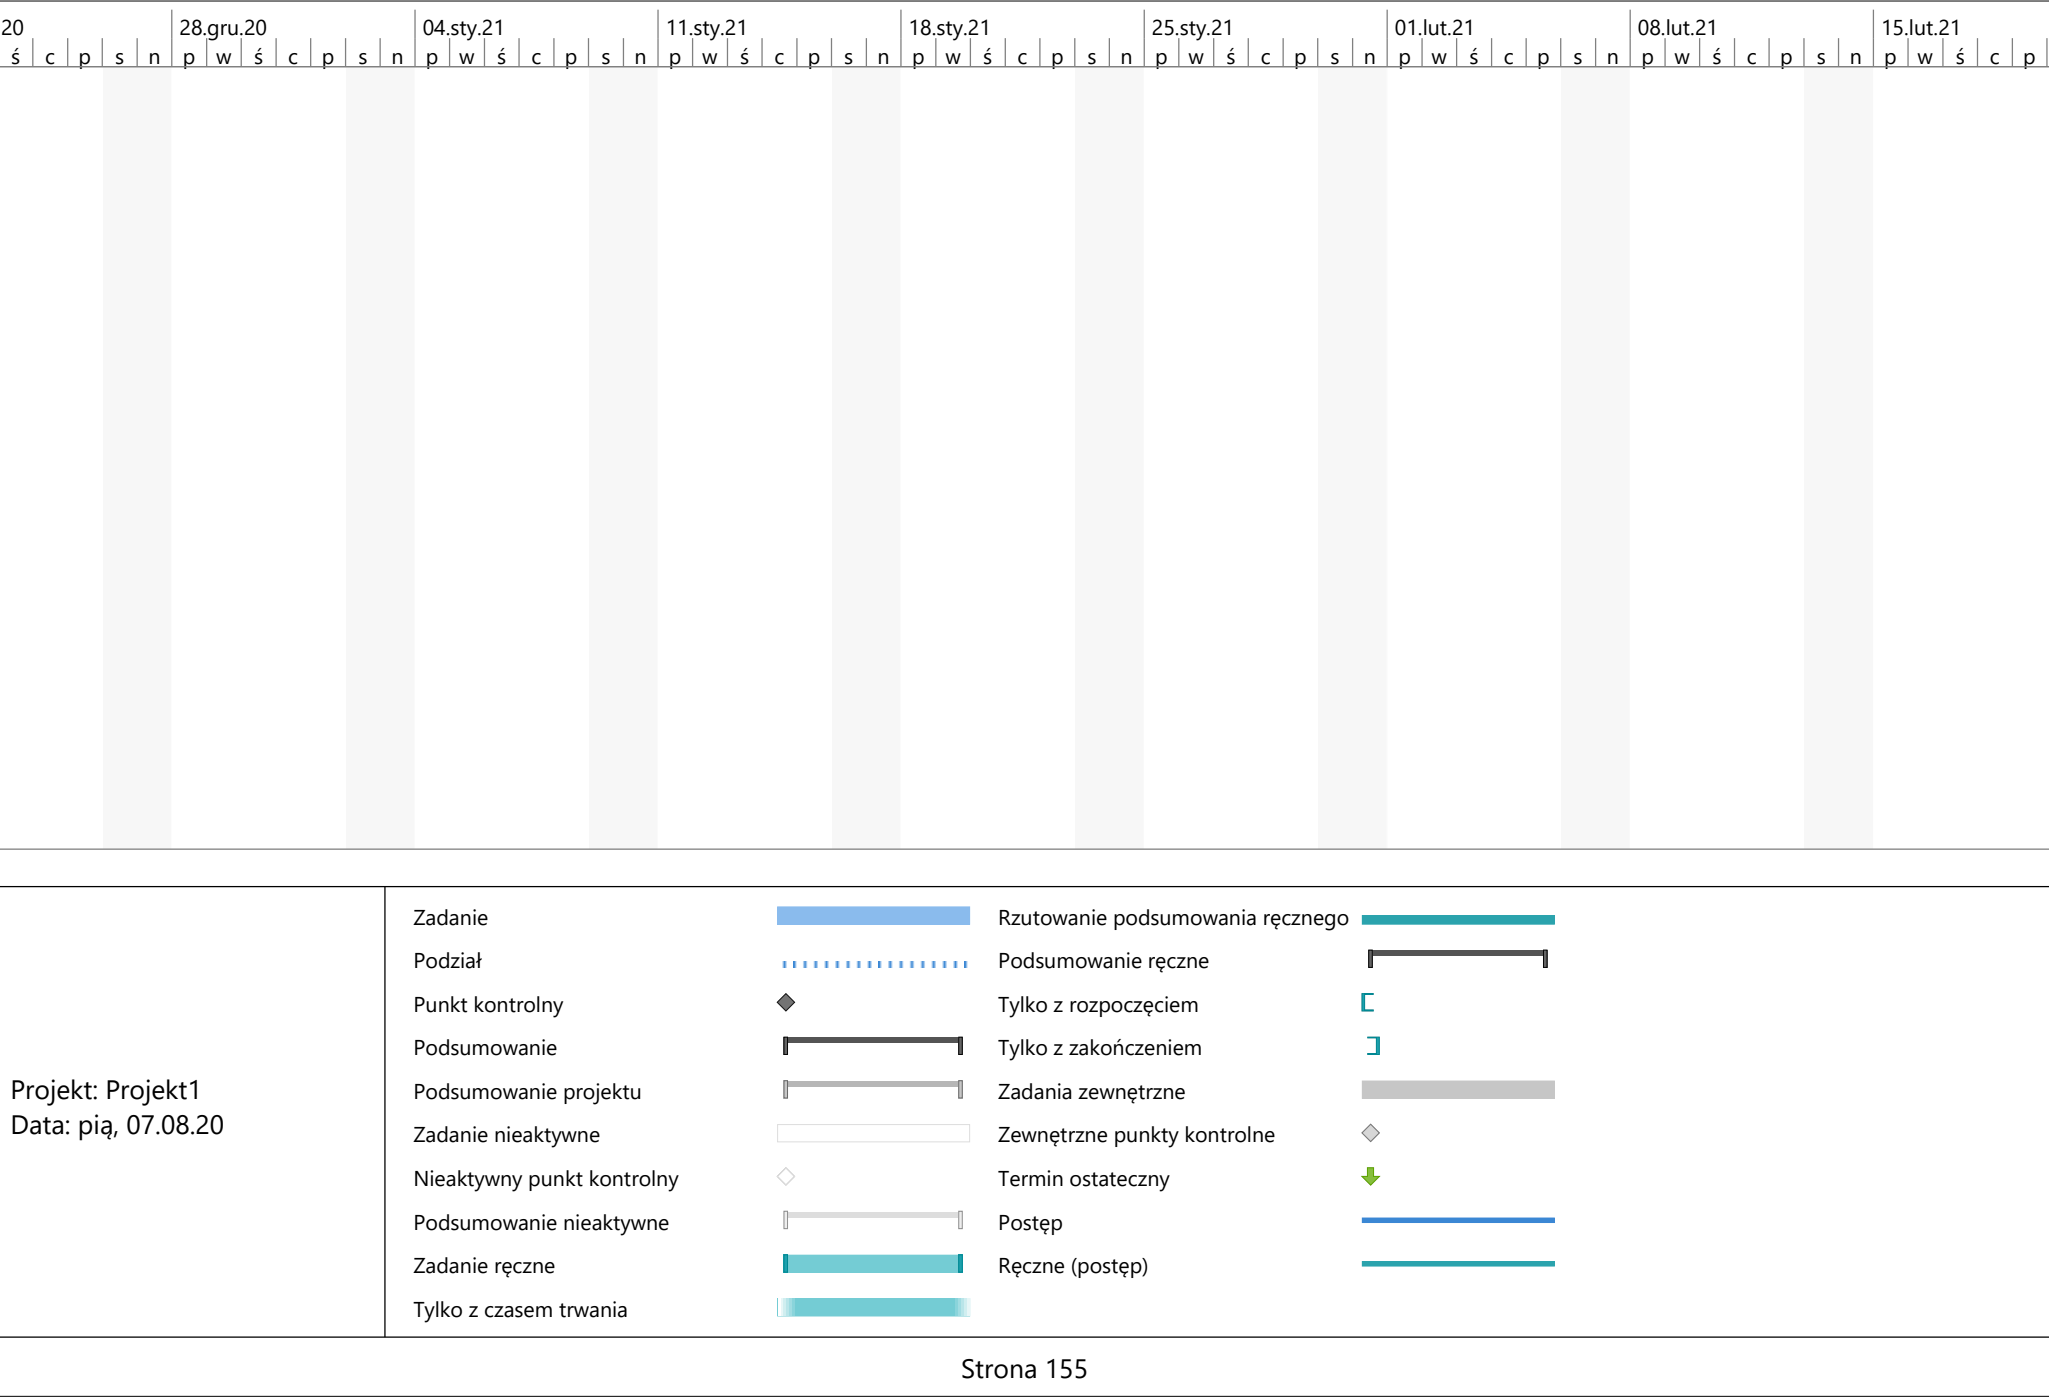 20 28.gru.20 04.sty.21 11.sty.21 18.sty.21 25.sty.21 01.lut.21 08.lut.21 15.lut.21
ś c p s n p w ś c p s n p w ś c p s n p w ś c p s n p w ś c p s n p w ś c p s n p w ś c p s n p w ś c p s n p w ś c p
Zadanie
Podział
Punkt kontrolny
Podsumowanie
Podsumowanie projektu
Zadanie nieaktywne
Nieaktywny punkt kontrolny
Podsumowanie nieaktywne
Zadanie ręczne
Tylko z czasem trwania
Rzutowanie podsumowania ręcznego
Podsumowanie ręczne
Tylko z rozpoczęciem
Tylko z zakończeniem
Zadania zewnętrzne
Zewnętrzne punkty kontrolne
Termin ostateczny
Postęp
Ręczne (postęp)
Projekt: Projekt1
Data: pią, 07.08.20
Strona 155